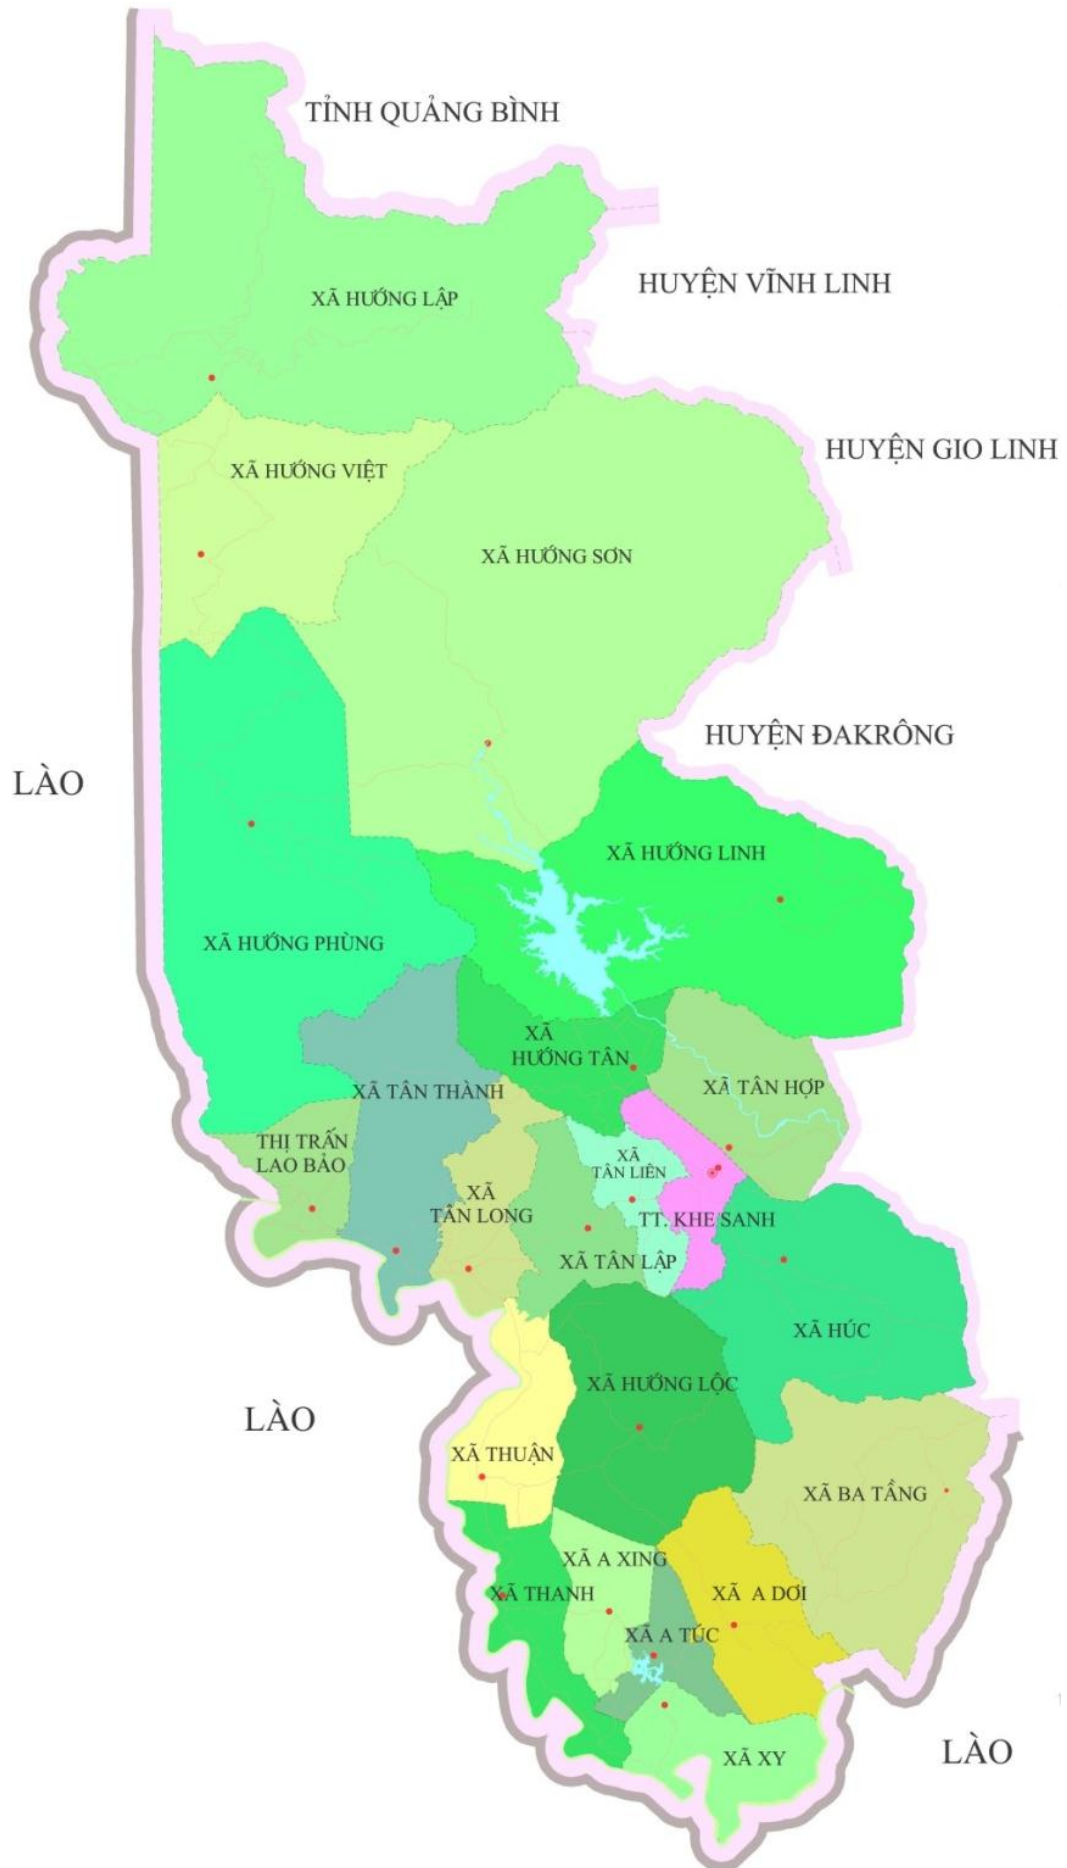 TỈNH QUẢNG BÌNH
HUYỆN VĨNH LINH
XÃ HƯỚNG LẬP
HUYỆN GIO LINH
XÃ HƯỚNG VIỆT
XÃ HƯỚNG SƠN
HUYỆN ĐAKRÔNG
LÀO
XÃ HƯỚNG LINH
XÃ HƯỚNG PHÙNG
XÃ
HƯỚNG TÂN
XÃ TÂN HỢP
XÃ TÂN THÀNH
THỊ TRẤN
LAO BẢO
XÃ
TÂN LIÊN
XÃ
TÂN LONG
TT. KHE SANH
XÃ TÂN LẬP
XÃ HÚC
XÃ HƯỚNG LỘC
LÀO
XÃ THUẬN
XÃ BA TẦNG
XÃ A XING
XÃ THANH
XÃ A DƠI
XÃ A TÚC
LÀO
XÃ XY